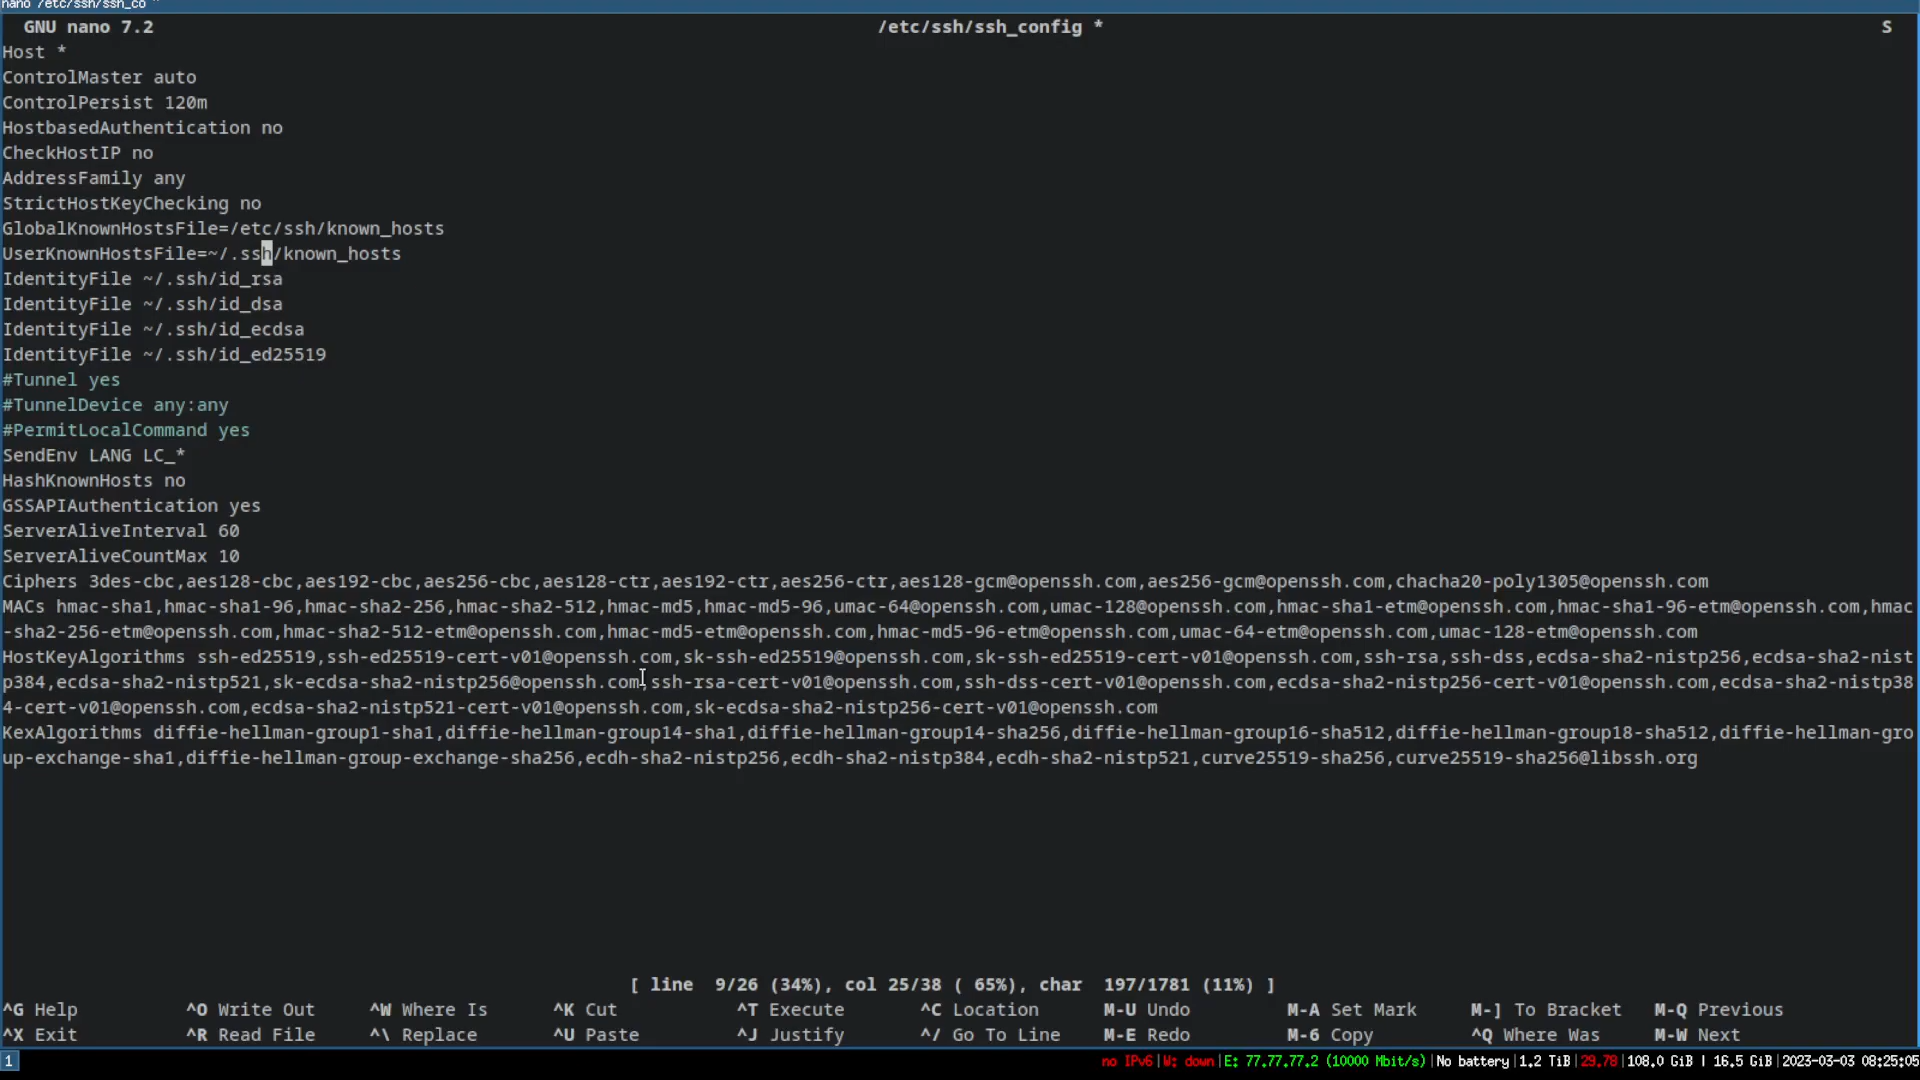 nano /etc/ssh/ssh_co
GNU nano 7.2 /etc/ssh/ssh_config * S
Host *
ControlMaster auto
ControlPersist 120m
HostbasedAuthentication no
CheckHostIP no
AddressFamily any
StrictHostKeyChecking no
GlobalKnownHostsFile=/etc/ssh/known_hosts
UserKnownHostsFile=~/.ssh/known_hosts
IdentityFile ~/.ssh/id_rsa
IdentityFile ~/.ssh/id_dsa
IdentityFile ~/.ssh/id_ecdsa
IdentityFile ~/.ssh/id_ed25519
#Tunnel yes
#TunnelDevice any:any
#PermitLocalCommand yes
SendEnv LANG LC_*
HashKnownHosts no
GSSAPIAuthentication yes
ServerAliveInterval 60
ServerAliveCountMax 10
Ciphers 3des-cbc,aes128-cbc,aes192-cbc,aes256-cbc,aes128-ctr,aes192-ctr,aes256-ctr,aes128-gcm@openssh.com,aes256-gcm@openssh.com,chacha20-poly1305@openssh.com
MACs hmac-sha1,hmac-sha1-96,hmac-sha2-256,hmac-sha2-512,hmac-md5,hmac-md5-96,umac-64@openssh.com,umac-128@openssh.com,hmac-sha1-etm@openssh.com,hmac-sha1-96-etm@openssh.com,hmac
-sha2-256-etm@openssh.com,hmac-sha2-512-etm@openssh.com,hmac-md5-etm@openssh.com,hmac-md5-96-etm@openssh.com,umac-64-etm@openssh.com,umac-128-etm@openssh.com
HostKeyAlgorithms ssh-ed25519,ssh-ed25519-cert-v01@openssh.com,sk-ssh-ed25519@openssh.com,sk-ssh-ed25519-cert-v01@openssh.com,ssh-rsa,ssh-dss,ecdsa-sha2-nistp256,ecdsa-sha2-nist
p384,ecdsa-sha2-nistp521,sk-ecdsa-sha2-nistp256@openssh.com,ssh-rsa-cert-v01@openssh.com,ssh-dss-cert-v01@openssh.com,ecdsa-sha2-nistp256-cert-v01@openssh.com,ecdsa-sha2-nistp38
4-cert-v01@openssh.com,ecdsa-sha2-nistp521-cert-v01@openssh.com,sk-ecdsa-sha2-nistp256-cert-v01@openssh.com
KexAlgorithms diffie-hellman-group1-sha1,diffie-hellman-group14-sha1,diffie-hellman-group14-sha256,diffie-hellman-group16-sha512,diffie-hellman-group18-sha512,diffie-hellman-gro
up-exchange-sha1,diffie-hellman-group-exchange-sha256,ecdh-sha2-nistp256,ecdh-sha2-nistp384,ecdh-sha2-nistp521,curve25519-sha256,curve25519-sha256@libssh.org
[ line 9/26 (34%), col 25/38 ( 65%), char 197/1781 (11%) ]
^G Help ^O Write Out ^W Where Is ^K Cut ^T Execute ^C Location M-U Undo M-A Set Mark M-] To Bracket M-Q Previous
^X Exit ^R Read File ^\ Replace ^U Paste ^J Justify ^/ Go To Line M-E Redo M-6 Copy ^Q Where Was M-W Next
1 no IPv6|W: down|E: 77.77.77.2 (10000 Mbit/s)|No battery|1.2 TiB|29.78|108.0 GiB | 16.5 GiB|2023-03-03 08:25:05